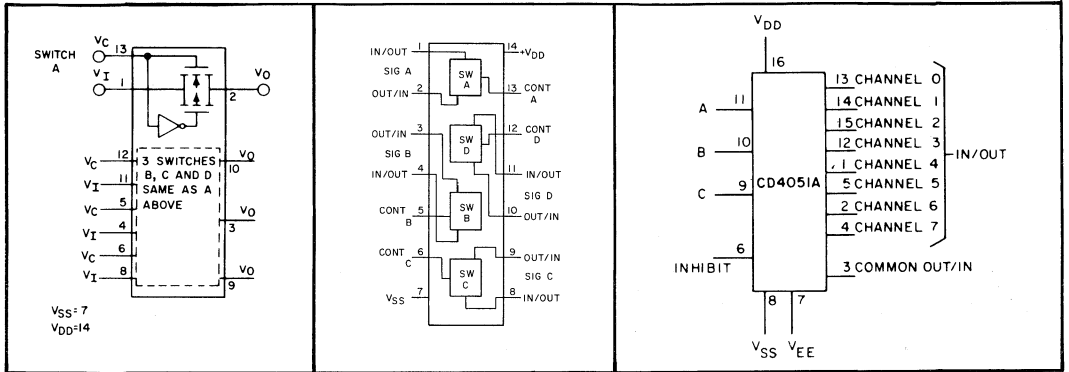 SWITCH A
VC 13
VI 1
2 VO
VC 12
3 SWITCHES
B, C AND D
SAME AS A
ABOVE
VO 10
VI 11
VC 5
VI 4
VO 3
VC 6
VI 8
VO 9
VSS= 7
VDD=14
IN/OUT 1
14 +VDD
SIG A
SW A
OUT/IN 2
13 CONT A
OUT/IN 3
SW D
12 CONT D
SIG B
IN/OUT 4
11 IN/OUT
SIG D
CONT B 5
SW B
10 OUT/IN
CONT C 6
9 OUT/IN
SW C
SIG C
VSS 7
8 IN/OUT
VDD
16
A 11
B 10
C 9
CD4051A
13 CHANNEL 0
14 CHANNEL 1
15 CHANNEL 2
12 CHANNEL 3
1 CHANNEL 4
5 CHANNEL 5
2 CHANNEL 6
4 CHANNEL 7
IN/OUT
INHIBIT 6
3 COMMON OUT/IN
8 7
VSS VEE